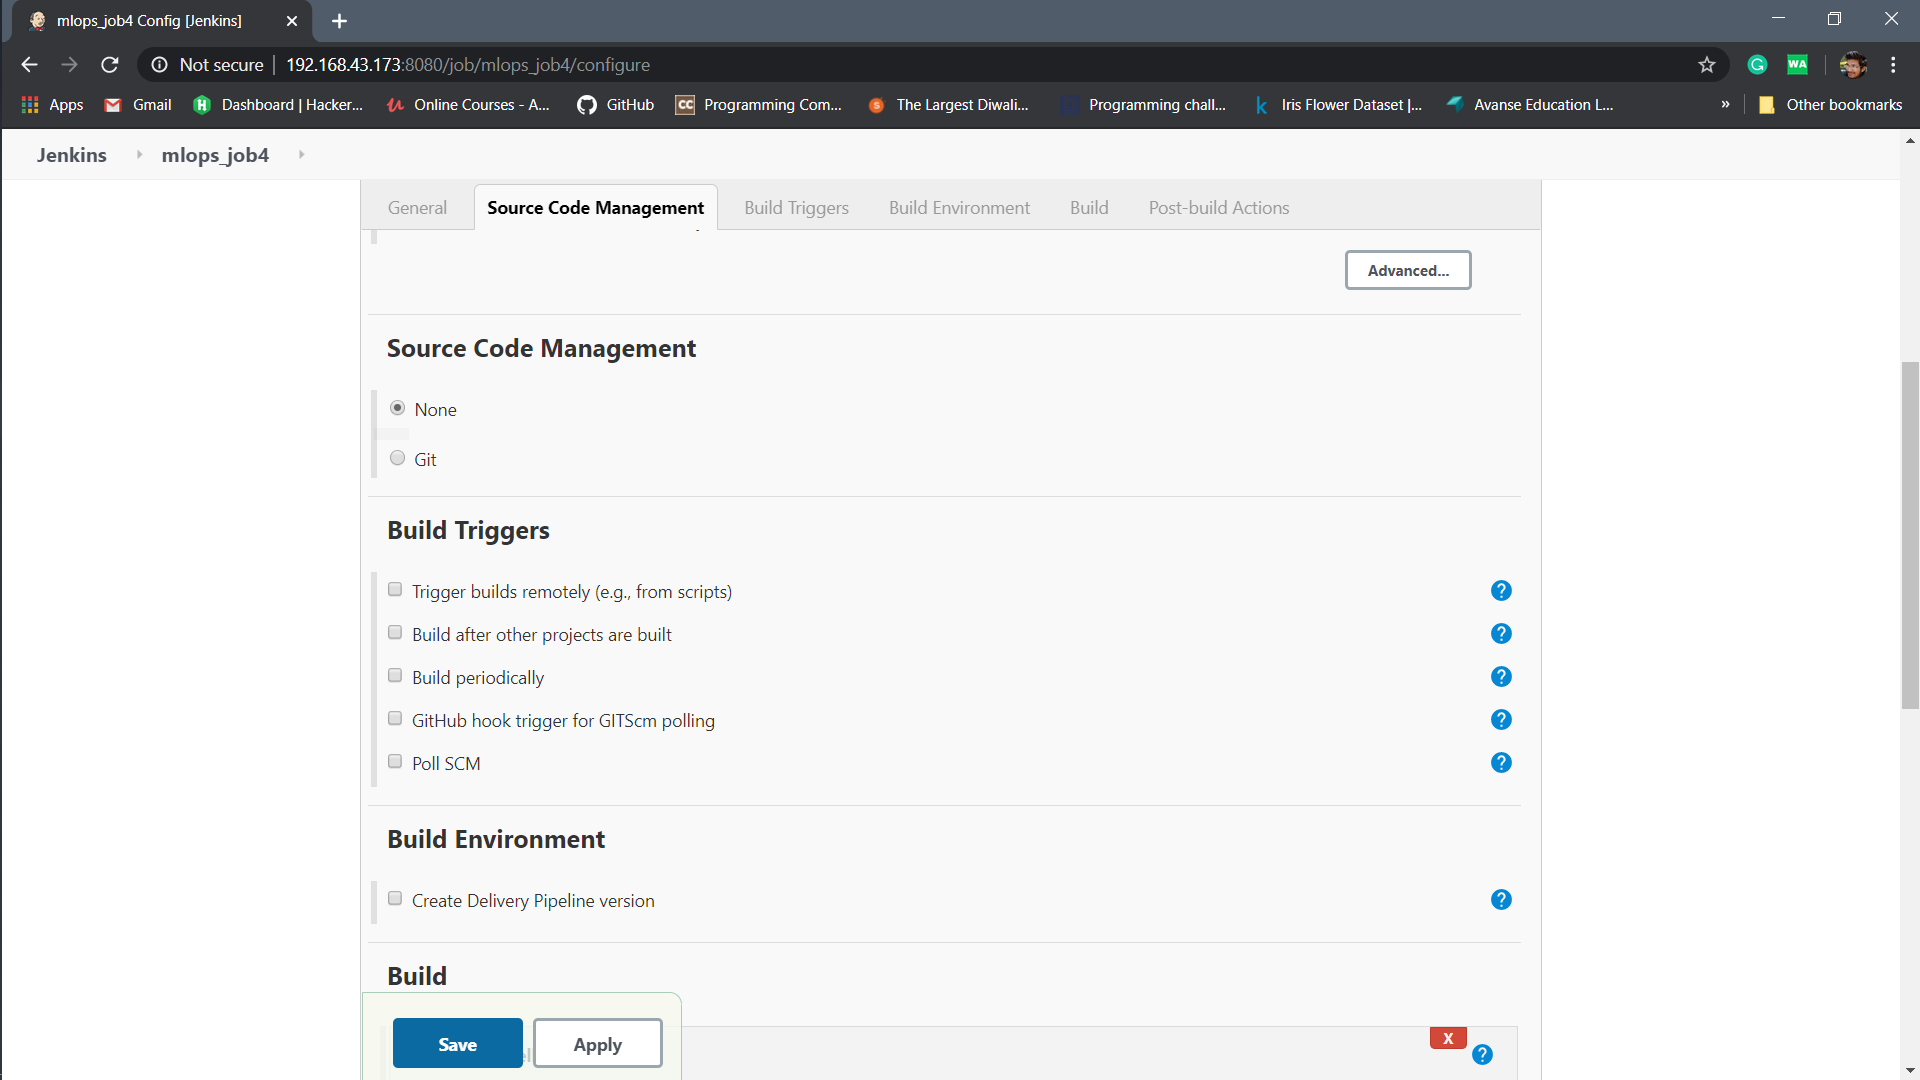 mlops_job4 Config [Jenkins]
Not secure 192.168.43.173:8080/job/mlops_job4/configure
G WA
Apps Gmail Dashboard | Hacker... Online Courses - A... GitHub CC Programming Com... The Largest Diwali... Programming chall... Iris Flower Dataset |... Avanse Education L... » Other bookmarks
Jenkins mlops_job4
General Source Code Management Build Triggers Build Environment Build Post-build Actions
Advanced...
Source Code Management
None
Git
Build Triggers
Trigger builds remotely (e.g., from scripts) ?
Build after other projects are built ?
Build periodically ?
GitHub hook trigger for GITScm polling ?
Poll SCM ?
Build Environment
Create Delivery Pipeline version ?
Build
X
Save Apply ?